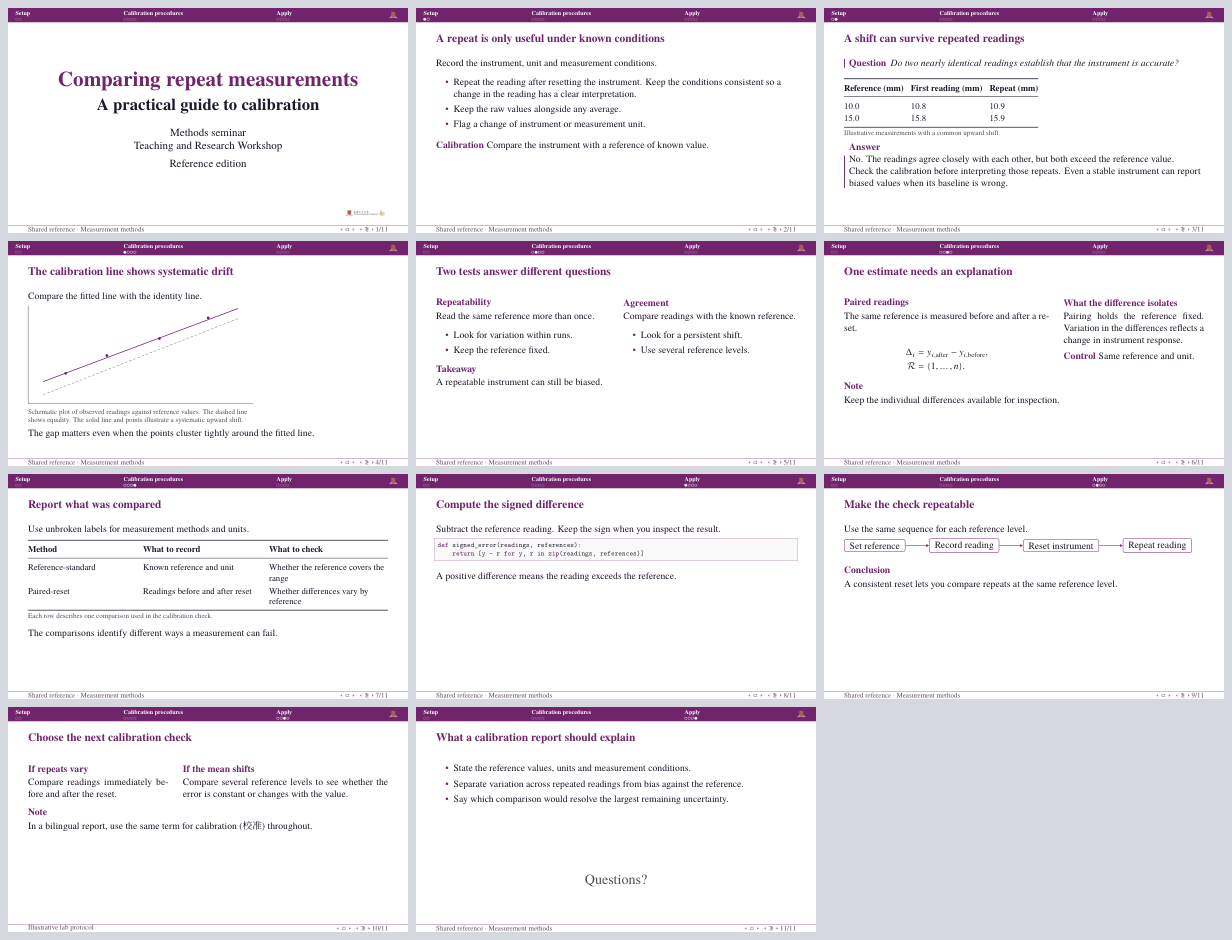 Setup
Calibration procedures
Apply
Comparing repeat measurements
A practical guide to calibration
Methods seminar
Teaching and Research Workshop
Reference edition
Shared reference · Measurement methods
1/11
Setup
Calibration procedures
Apply
A repeat is only useful under known conditions
Record the instrument, unit and measurement conditions.
• Repeat the reading after resetting the instrument. Keep the conditions consistent so a
change in the reading has a clear interpretation.
• Keep the raw values alongside any average.
• Flag a change of instrument or measurement unit.
Calibration Compare the instrument with a reference of known value.
Shared reference · Measurement methods
2/11
Setup
Calibration procedures
Apply
A shift can survive repeated readings
Question Do two nearly identical readings establish that the instrument is accurate?
Reference (mm) First reading (mm) Repeat (mm)
10.0 10.8 10.9
15.0 15.8 15.9
Illustrative measurements with a common upward shift.
Answer
No. The readings agree closely with each other, but both exceed the reference value.
Check the calibration before interpreting those repeats. Even a stable instrument can report
biased values when its baseline is wrong.
Shared reference · Measurement methods
3/11
Setup
Calibration procedures
Apply
The calibration line shows systematic drift
Compare the fitted line with the identity line.
Schematic plot of observed readings against reference values. The dashed line
shows equality. The solid line and points illustrate a systematic upward shift.
The gap matters even when the points cluster tightly around the fitted line.
Shared reference · Measurement methods
4/11
Setup
Calibration procedures
Apply
Two tests answer different questions
Repeatability
Read the same reference more than once.
• Look for variation within runs.
• Keep the reference fixed.
Agreement
Compare readings with the known reference.
• Look for a persistent shift.
• Use several reference levels.
Takeaway
A repeatable instrument can still be biased.
Shared reference · Measurement methods
5/11
Setup
Calibration procedures
Apply
One estimate needs an explanation
Paired readings
The same reference is measured before and after a re-
set.
Δi = yi,after − yi,before,
R = (1, . . . , n).
What the difference isolates
Pairing holds the reference fixed.
Variation in the differences reflects a
change in instrument response.
Control Same reference and unit.
Note
Keep the individual differences available for inspection.
Shared reference · Measurement methods
6/11
Setup
Calibration procedures
Apply
Report what was compared
Use unbroken labels for measurement methods and units.
Method What to record What to check
Reference-standard Known reference and unit Whether the reference covers the
range
Paired-reset Readings before and after reset Whether differences vary by
reference
Each row describes one comparison used in the calibration check.
The comparisons identify different ways a measurement can fail.
Shared reference · Measurement methods
7/11
Setup
Calibration procedures
Apply
Compute the signed difference
Subtract the reference reading. Keep the sign when you inspect the result.
def signed_error(readings, references):
return [y - r for y, r in zip(readings, references)]
A positive difference means the reading exceeds the reference.
Shared reference · Measurement methods
8/11
Setup
Calibration procedures
Apply
Make the check repeatable
Use the same sequence for each reference level.
Set reference
Record reading
Reset instrument
Repeat reading
Conclusion
A consistent reset lets you compare repeats at the same reference level.
Shared reference · Measurement methods
9/11
Setup
Calibration procedures
Apply
Choose the next calibration check
If repeats vary
Compare readings immediately be-
fore and after the reset.
If the mean shifts
Compare several reference levels to see whether the
error is constant or changes with the value.
Note
In a bilingual report, use the same term for calibration (校准) throughout.
Illustrative lab protocol
10/11
Setup
Calibration procedures
Apply
What a calibration report should explain
• State the reference values, units and measurement conditions.
• Separate variation across repeated readings from bias against the reference.
• Say which comparison would resolve the largest remaining uncertainty.
Questions?
Shared reference · Measurement methods
11/11